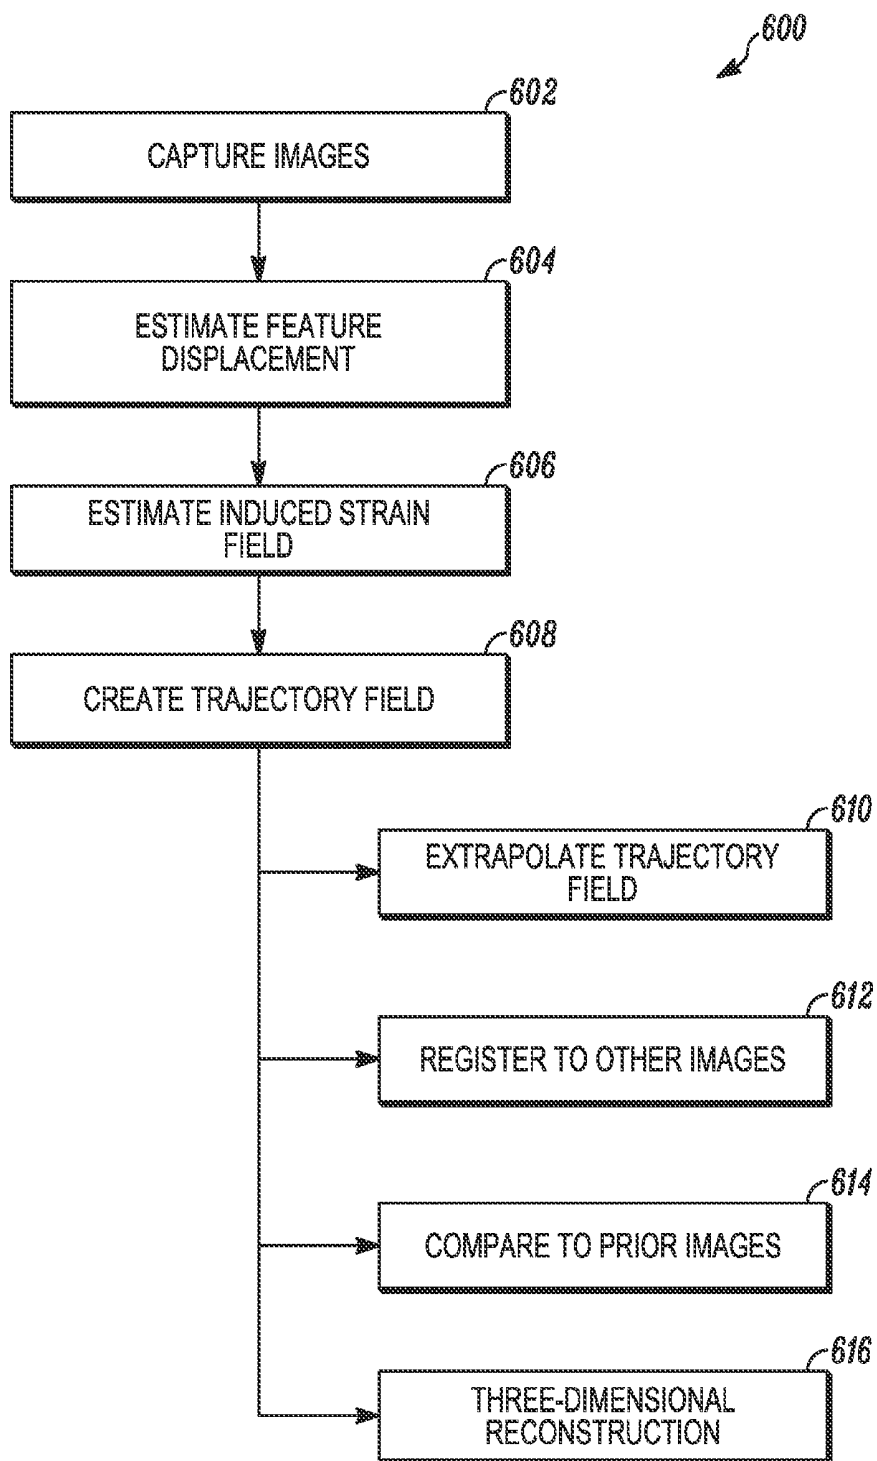 600
602
CAPTURE IMAGES
604
ESTIMATE FEATURE
DISPLACEMENT
606
ESTIMATE INDUCED STRAIN
FIELD
608
CREATE TRAJECTORY FIELD
610
EXTRAPOLATE TRAJECTORY
FIELD
612
REGISTER TO OTHER IMAGES
614
COMPARE TO PRIOR IMAGES
616
THREE-DIMENSIONAL
RECONSTRUCTION